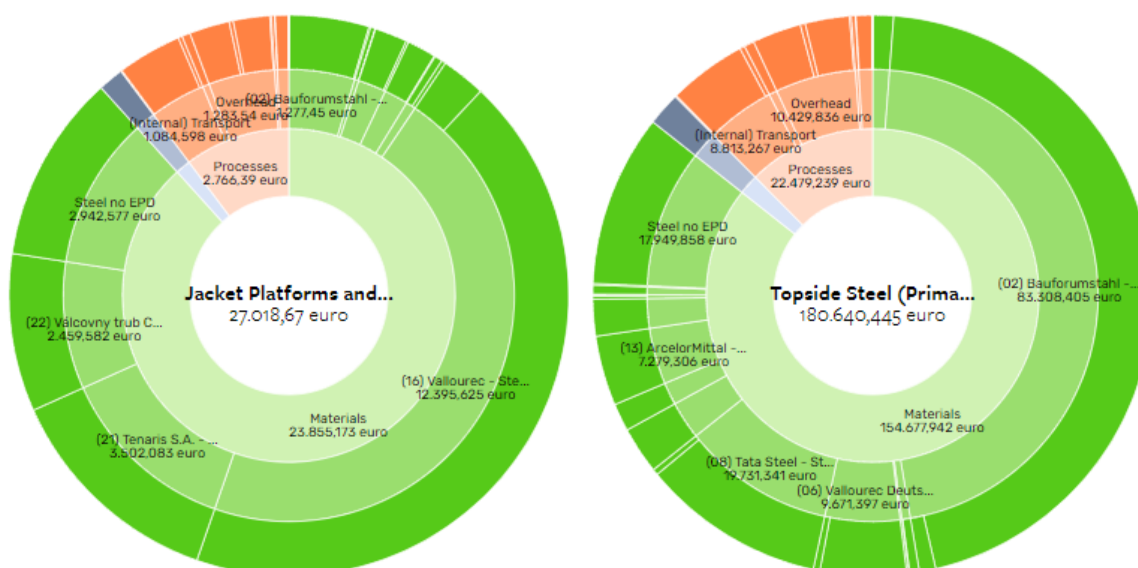 Overhead
1.283,54 euro
(02) Bauforumstahl -...
1.277,45 euro
(Internal) Transport
1.084,598 euro
Processes
2.766,39 euro
Steel no EPD
2.942,577 euro
Jacket Platforms and...
27.018,67 euro
(22) Válcovny trub C...
2.459,582 euro
(16) Vallourec - Ste...
12.395,625 euro
Materials
23.855,173 euro
(21) Tenaris S.A. - ...
3.502,083 euro
Overhead
10.429,836 euro
(Internal) Transport
8.813,267 euro
Processes
22.479,239 euro
Steel no EPD
17.949,858 euro
Topside Steel (Prima...
180.640,445 euro
(02) Bauforumstahl -...
83.308,405 euro
(13) ArcelorMittal -...
7.279,306 euro
Materials
154.677,942 euro
(08) Tata Steel - St...
19.731,341 euro
(06) Vallourec Deuts...
9.671,397 euro